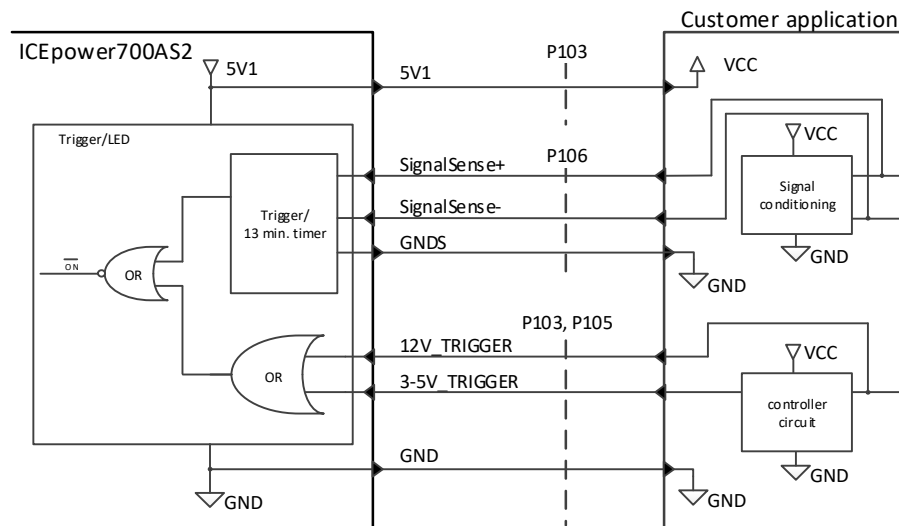 Customer application
ICEpower700AS2
P103
5V1
5V1
VCC
Trigger/LED
SignalSense+
P106
VCC
Trigger/
13 min. timer
Signal
conditioning
SignalSense-
GNDS
ON
OR
GND
GND
P103, P105
12V_TRIGGER
VCC
OR
3-5V_TRIGGER
controller
circuit
GND
GND
GND
GND